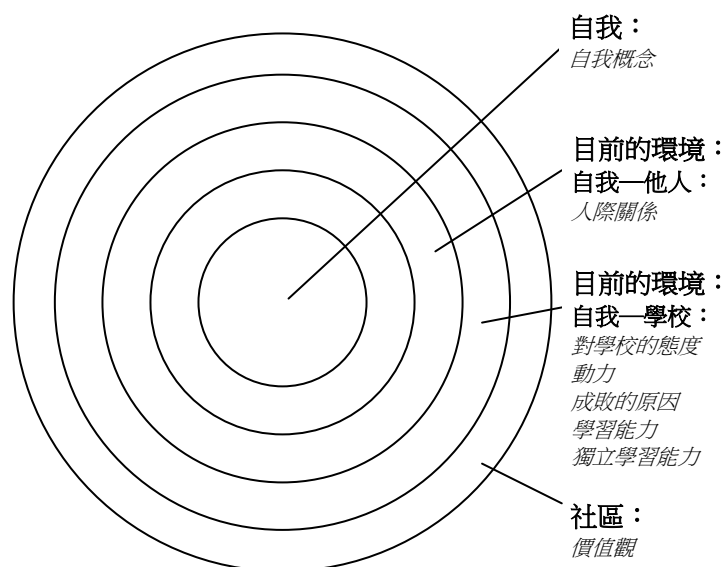 自我：
自我概念
目前的環境：
自我—他人：
人際關係
目前的環境：
自我—學校：
對學校的態度
動力
成敗的原因
學習能力
獨立學習能力
社區：
價值觀